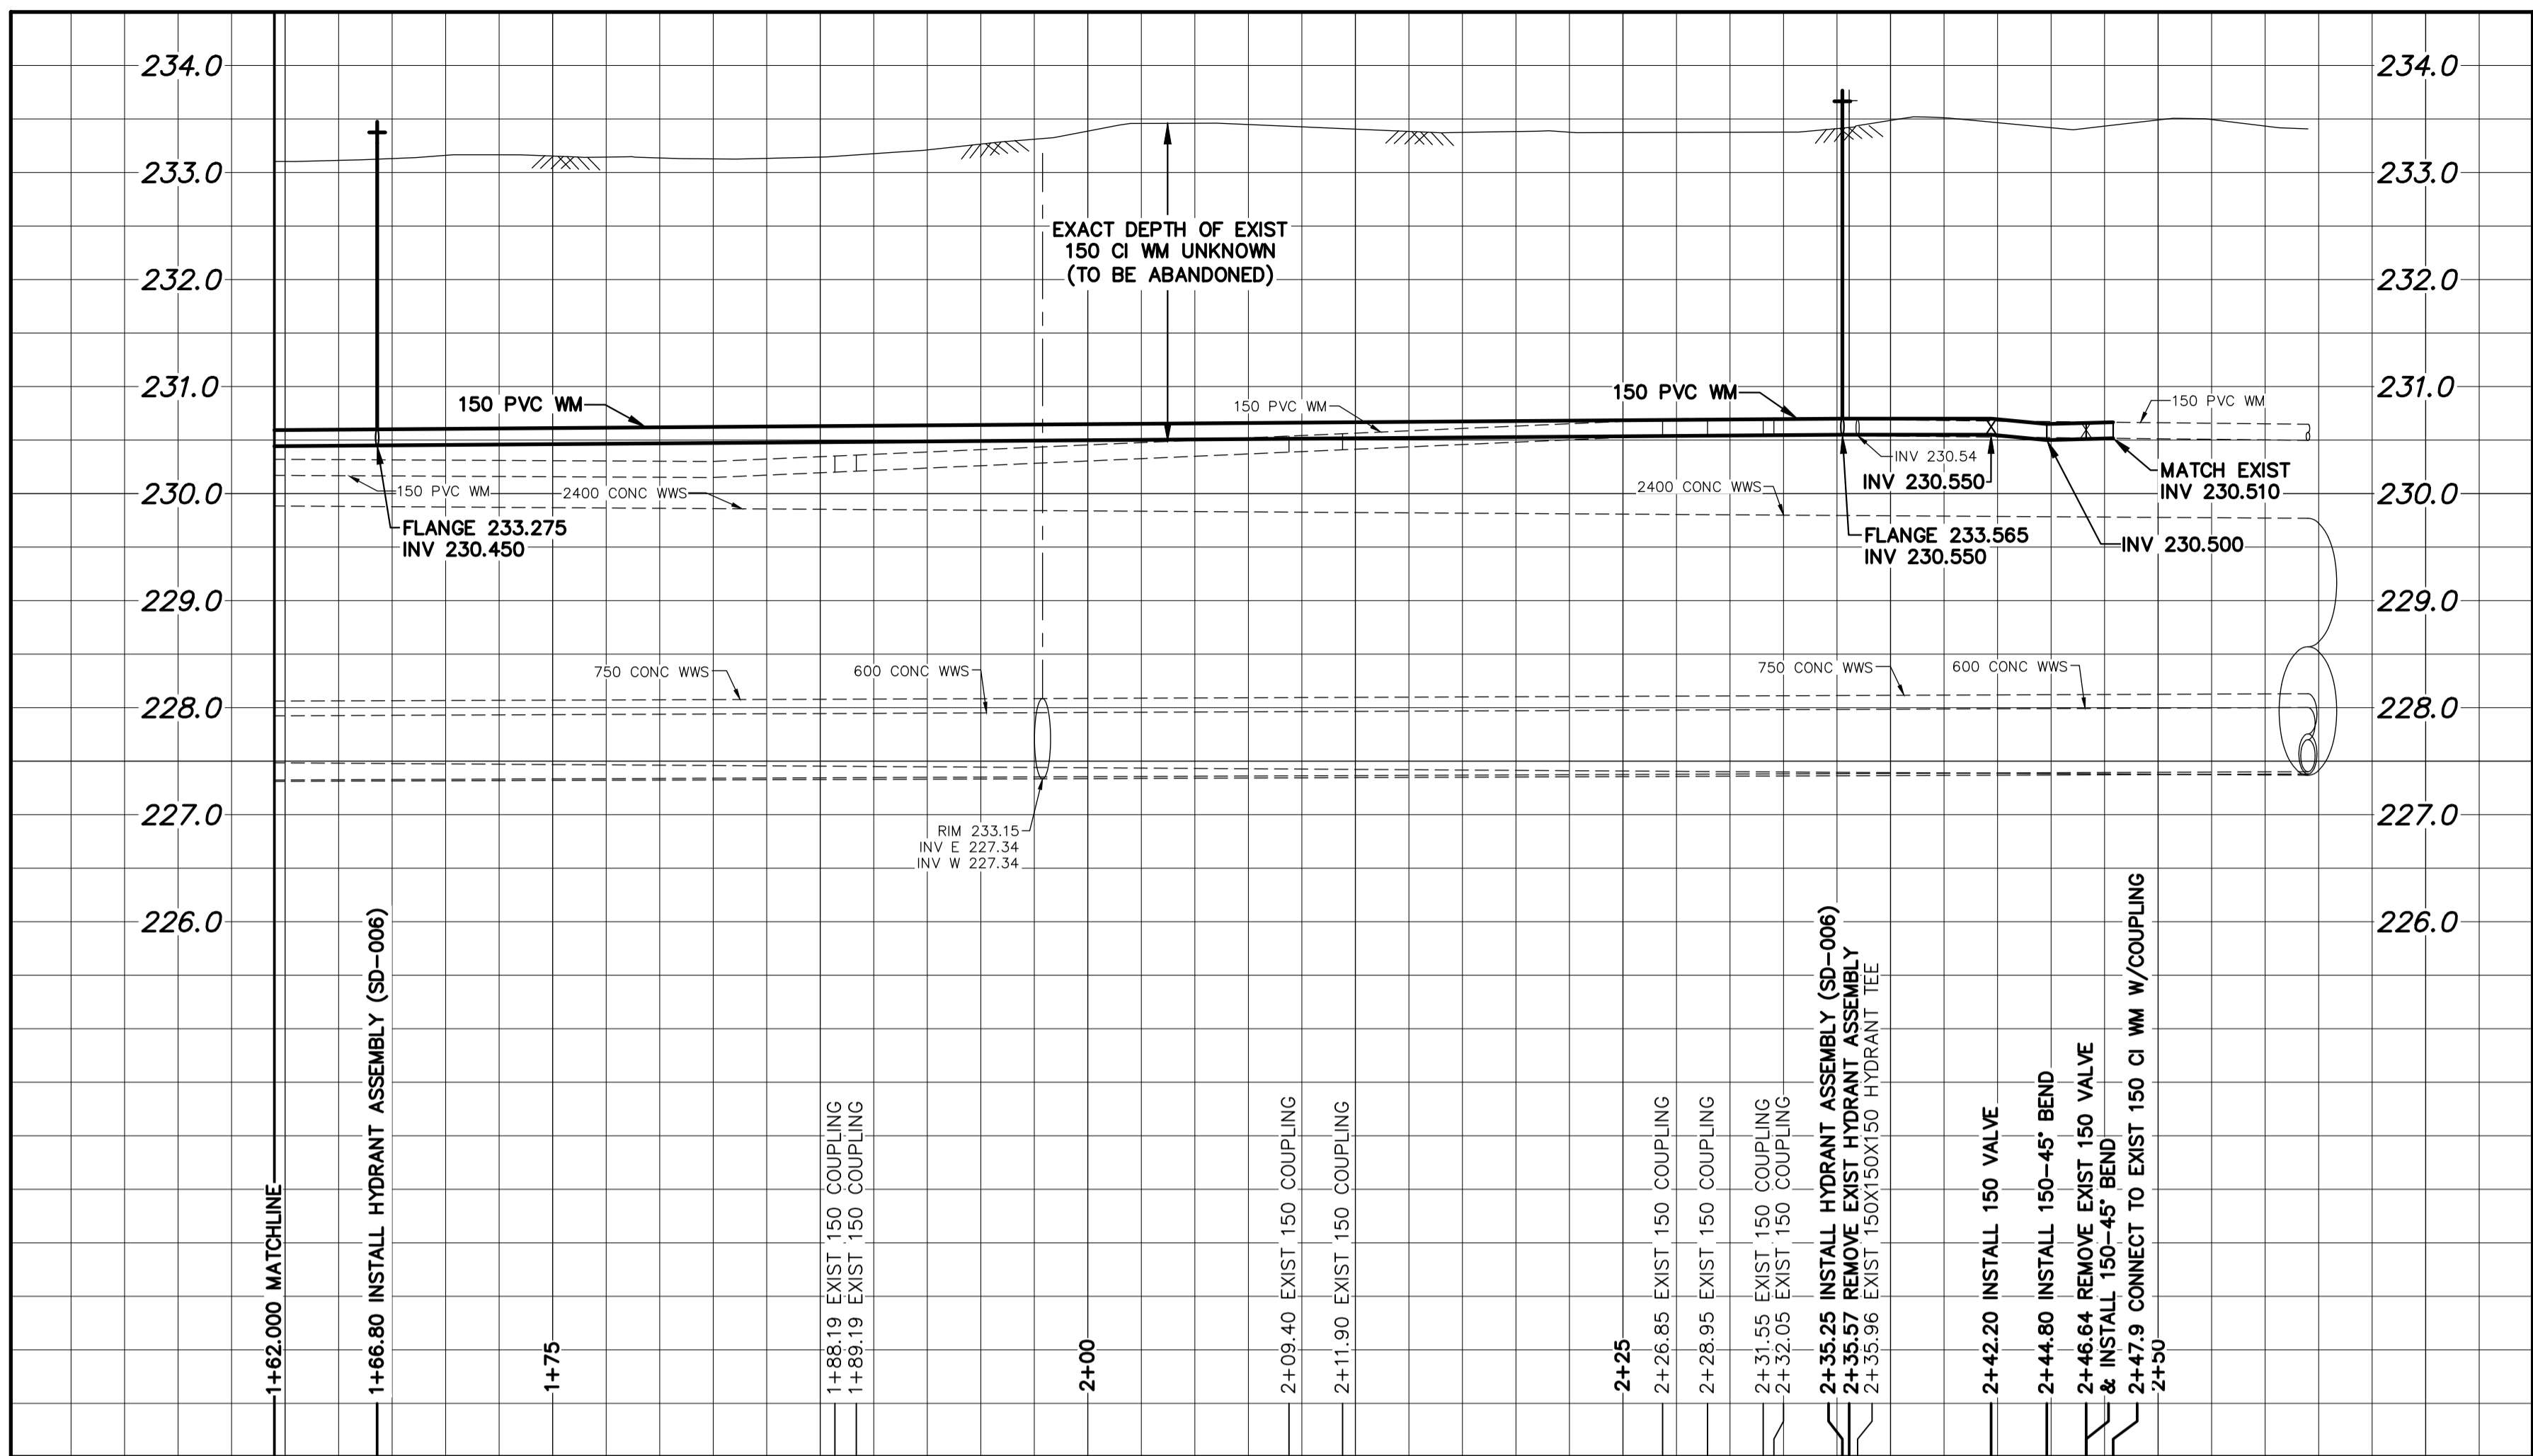 234.0
234.0
233.0
233.0
EXACT DEPTH OF EXIST
150 CI WM UNKNOWN
(TO BE ABANDONED)
232.0
232.0
231.0
231.0
150 PVC WM
150 PVC WM
150 PVC WM
150 PVC WM
INV 230.54
INV 230.550
MATCH EXIST
INV 230.510
150 PVC WM
2400 CONC WWS
2400 CONC WWS
230.0
230.0
FLANGE 233.275
INV 230.450
FLANGE 233.565
INV 230.550
INV 230.500
229.0
229.0
750 CONC WWS
600 CONC WWS
750 CONC WWS
600 CONC WWS
228.0
228.0
227.0
227.0
RIM 233.15
INV E 227.34
INV W 227.34
226.0
226.0
1+62.000 MATCHLINE
1+66.80 INSTALL HYDRANT ASSEMBLY (SD-006)
1+75
1+88.19 EXIST 150 COUPLING
1+89.19 EXIST 150 COUPLING
2+00
2+09.40 EXIST 150 COUPLING
2+11.90 EXIST 150 COUPLING
2+25
2+26.85 EXIST 150 COUPLING
2+28.95 EXIST 150 COUPLING
2+31.55 EXIST 150 COUPLING
2+32.05 EXIST 150 COUPLING
2+35.25 INSTALL HYDRANT ASSEMBLY (SD-006)
2+35.57 REMOVE EXIST HYDRANT ASSEMBLY
2+35.96 EXIST 150X150X150 HYDRANT TEE
2+42.20 INSTALL 150 VALVE
2+44.80 INSTALL 150-45° BEND
2+46.64 REMOVE EXIST 150 VALVE
& INSTALL 150-45° BEND
2+47.9 CONNECT TO EXIST 150 CI WM W/COUPLING
2+50